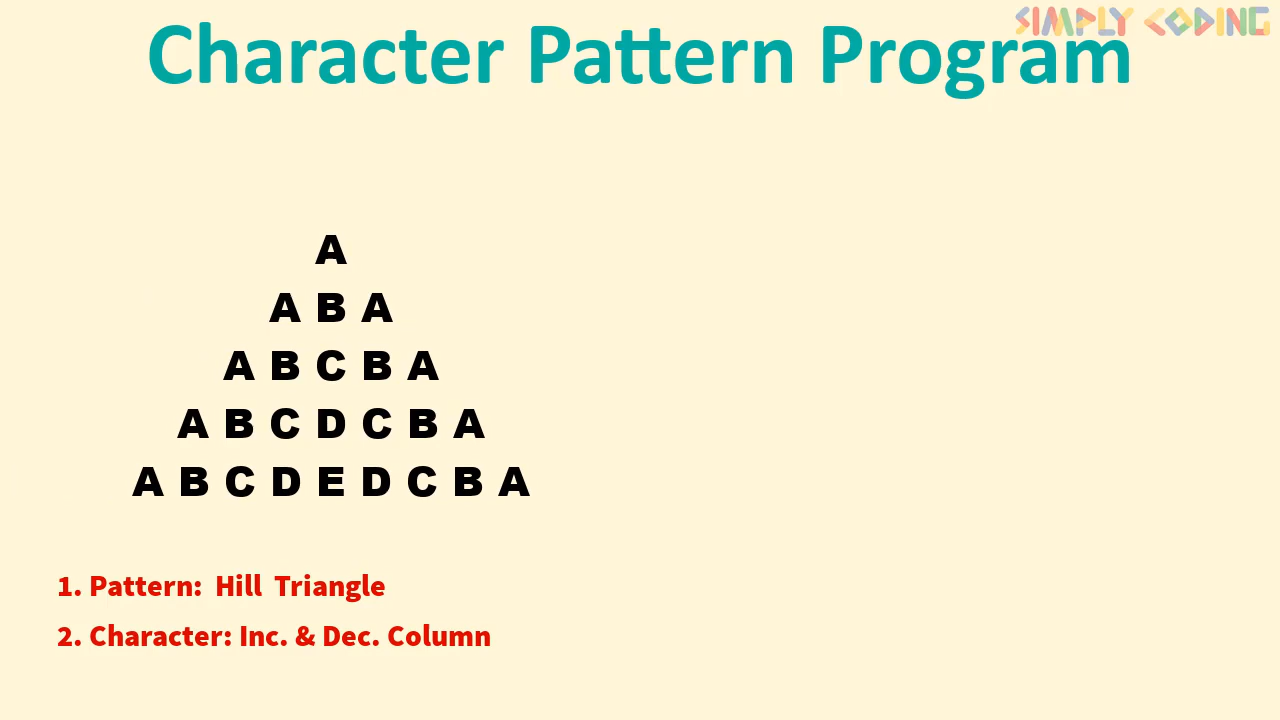 SIMPLY CODING
Character Pattern Program
A
A B A
A B C B A
A B C D C B A
A B C D E D C B A
1. Pattern: Hill Triangle
2. Character: Inc. & Dec. Column